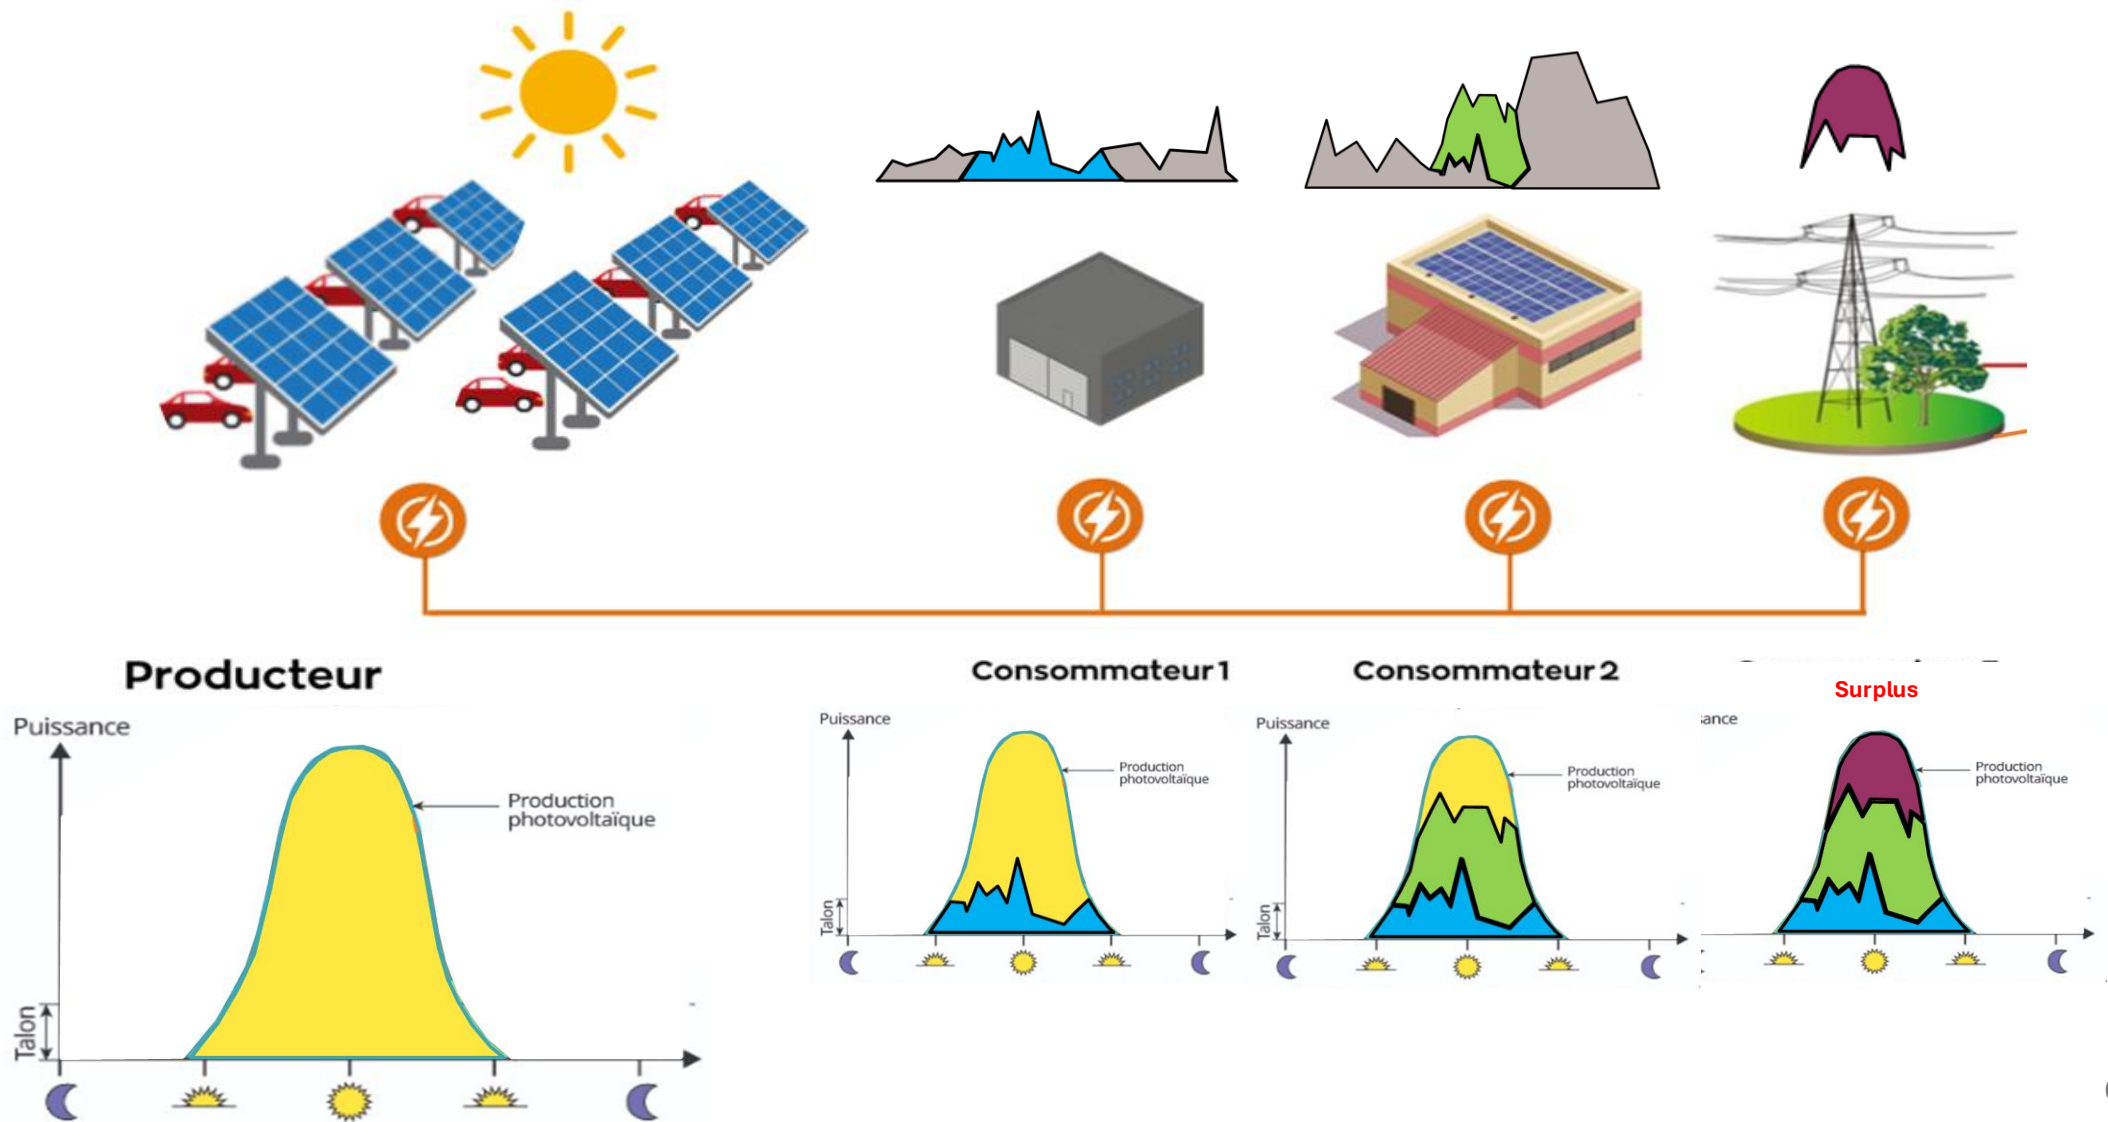 Producteur
Consommateur 1
Consommateur 2
Surplus
Puissance
Production
photovoltaïque
Talon
Puissance
Production
photovoltaïque
Talon
Puissance
Production
photovoltaïque
Talon
sance
Production
photovoltaïque